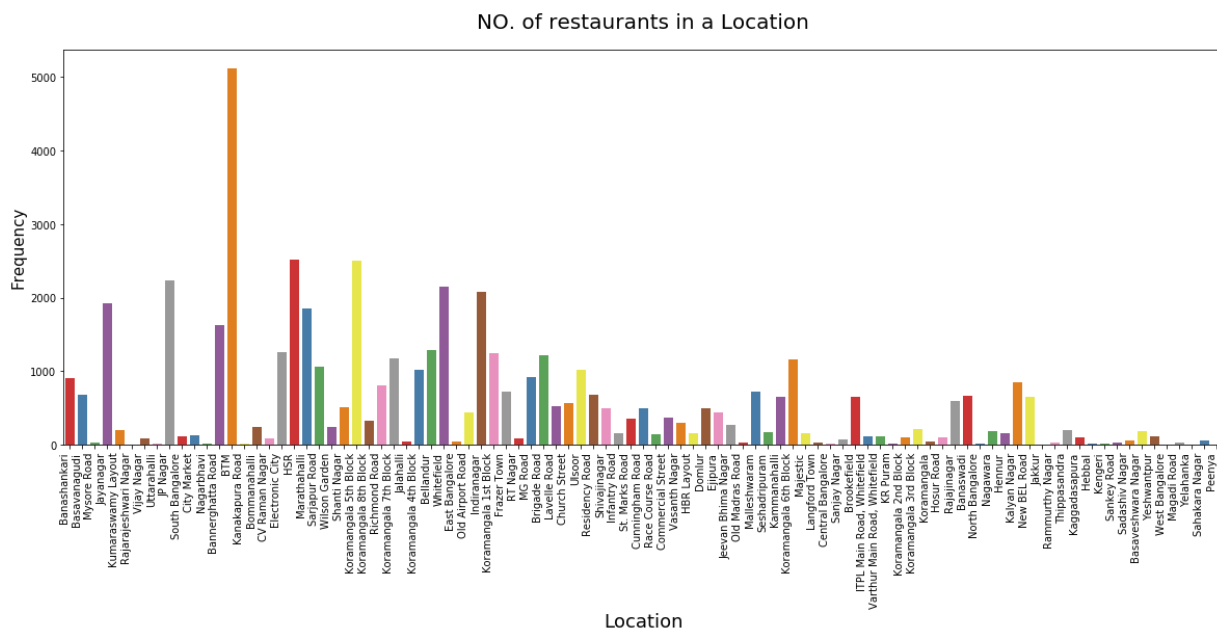 NO. of restaurants in a Location
Frequency
5000
4000
3000
2000
1000
0
Banashankari
Basavanagudi
Mysore Road
Jayanagar
Kumaraswamy Layout
Rajarajeshwari Nagar
Vijay Nagar
Uttarahalli
JP Nagar
South Bangalore
City Market
Nagarbhavi
Bannerghatta Road
BTM
Kanakapura Road
Bommanahalli
CV Raman Nagar
Electronic City
HSR
Marathahalli
Sarjapur Road
Wilson Garden
Shanti Nagar
Koramangala 5th Block
Koramangala 8th Block
Richmond Road
Koramangala 7th Block
Jalahalli
Koramangala 4th Block
Bellandur
Whitefield
East Bangalore
Old Airport Road
Indiranagar
Koramangala 1st Block
Frazer Town
RT Nagar
MG Road
Brigade Road
Lavelle Road
Church Street
Ulsoor
Residency Road
Shivajinagar
Infantry Road
St. Marks Road
Cunningham Road
Race Course Road
Commercial Street
Vasanth Nagar
HBR Layout
Domlur
Ejipura
Jeevan Bhima Nagar
Old Madras Road
Malleshwaram
Seshadripuram
Kammanahalli
Koramangala 6th Block
Majestic
Langford Town
Central Bangalore
Sanjay Nagar
Brookefield
ITPL Main Road, Whitefield
Varthur Main Road, Whitefield
KR Puram
Koramangala 2nd Block
Koramangala 3rd Block
Koramangala
Hosur Road
Rajajinagar
Banaswadi
North Bangalore
Nagawara
Hennur
Kalyan Nagar
New BEL Road
Jakkur
Rammurthy Nagar
Thippasandra
Kaggadasapura
Hebbal
Kengeri
Sankey Road
Sadashiv Nagar
Basaveshwara Nagar
Yeshwantpur
West Bangalore
Magadi Road
Yelahanka
Sahakara Nagar
Peenya
Location